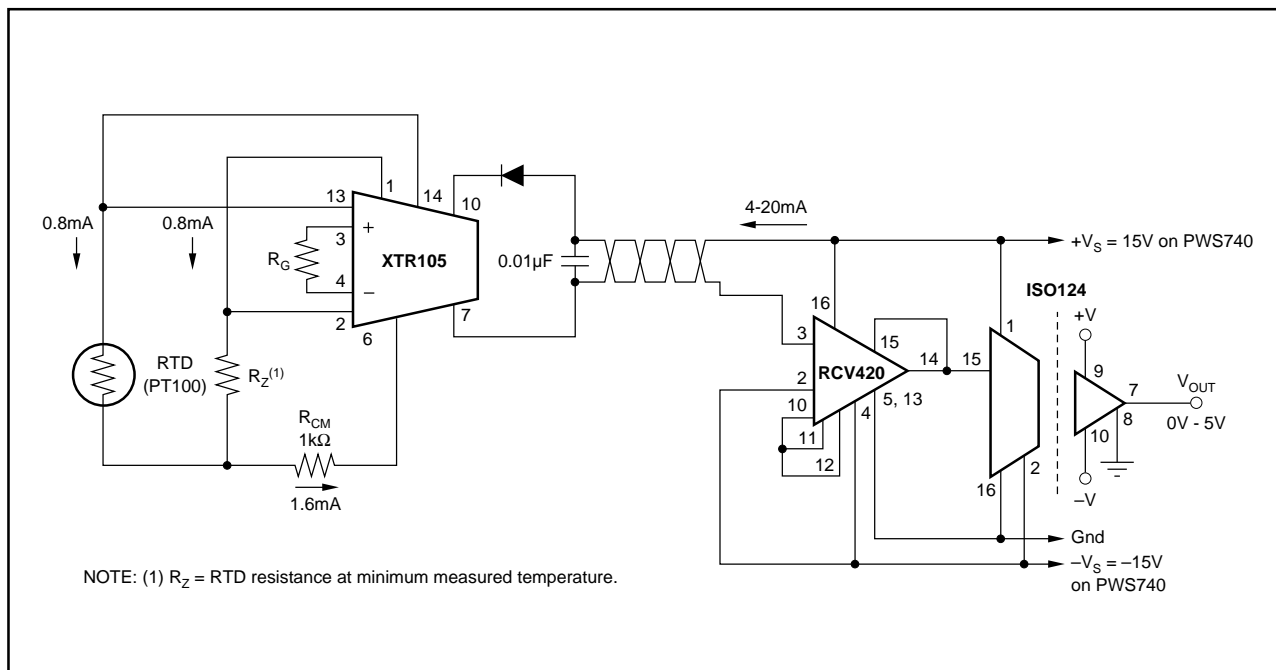 0.8mA
0.8mA
RTD
(PT100)
R_Z(1)
R_CM
1kΩ
1.6mA
R_G
13
3
4
2
6
1
14
10
7
+
–
XTR105
0.01µF
4-20mA
+V_S = 15V on PWS740
16
3
2
10
11
12
4
5, 13
15
14
RCV420
15
ISO124
1
16
2
+V
9
7
8
10
–V
V_OUT
0V - 5V
Gnd
–V_S = –15V
on PWS740
NOTE: (1) R_Z = RTD resistance at minimum measured temperature.